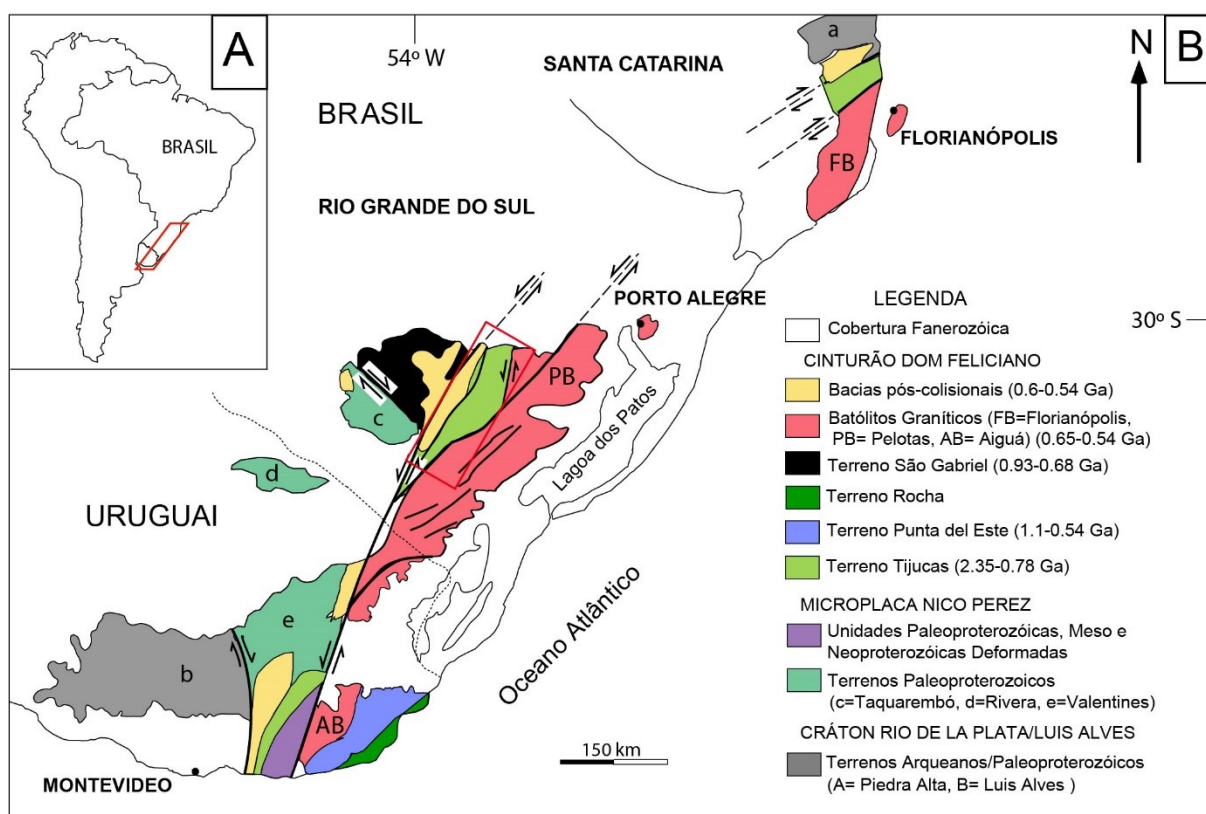 A
BRASIL
B
N
54º W
SANTA CATARINA
BRASIL
a
FLORIANÓPOLIS
FB
RIO GRANDE DO SUL
PORTO ALEGRE
30º S
PB
c
d
Lagoa dos Patos
URUGUAI
Oceano Atlântico
e
b
AB
150 km
MONTEVIDEO
LEGENDA
Cobertura Fanerozóica
CINTURÃO DOM FELICIANO
Bacias pós-colisionais (0.6-0.54 Ga)
Batólitos Graníticos (FB=Florianópolis,
PB= Pelotas, AB= Aiguá) (0.65-0.54 Ga)
Terreno São Gabriel (0.93-0.68 Ga)
Terreno Rocha
Terreno Punta del Este (1.1-0.54 Ga)
Terreno Tijucas (2.35-0.78 Ga)
MICROPLACA NICO PEREZ
Unidades Paleoproterozóicas, Meso e
Neoproterozóicas Deformadas
Terrenos Paleoproterozoicos
(c=Taquarembó, d=Rivera, e=Valentines)
CRÁTON RIO DE LA PLATA/LUIS ALVES
Terrenos Arqueanos/Paleoproterozóicos
(A= Piedra Alta, B= Luis Alves )